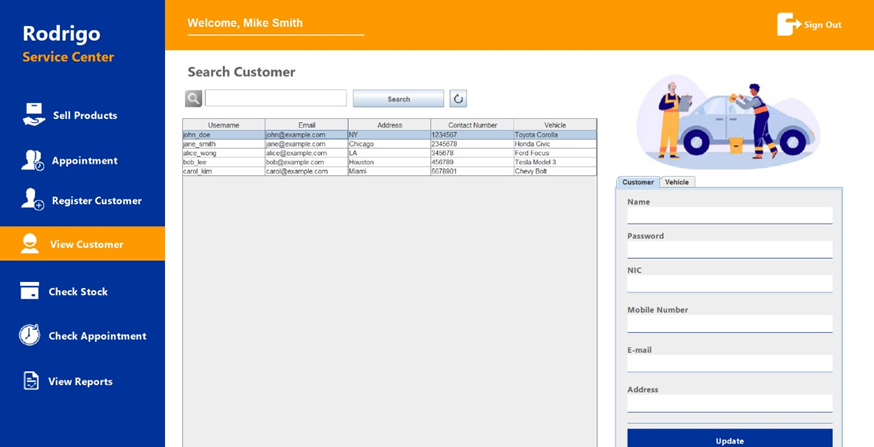 Rodrigo
Service Center
Sell Products
Appointment
Register Customer
View Customer
Check Stock
Check Appointment
View Reports
Welcome, Mike Smith
Sign Out
Search Customer
Search
Username Email Address Contact Number Vehicle
john_doe john@example.com NY 1234567 Toyota Corolla
jane_smith jane@example.com Chicago 2345678 Honda Civic
alice_wong alice@example.com LA 345678 Ford Focus
bob_lee bob@example.com Houston 456789 Tesla Model 3
carol_kim carol@example.com Miami 5678901 Chevy Bolt
Customer Vehicle
Name
Password
NIC
Mobile Number
E-mail
Address
Update